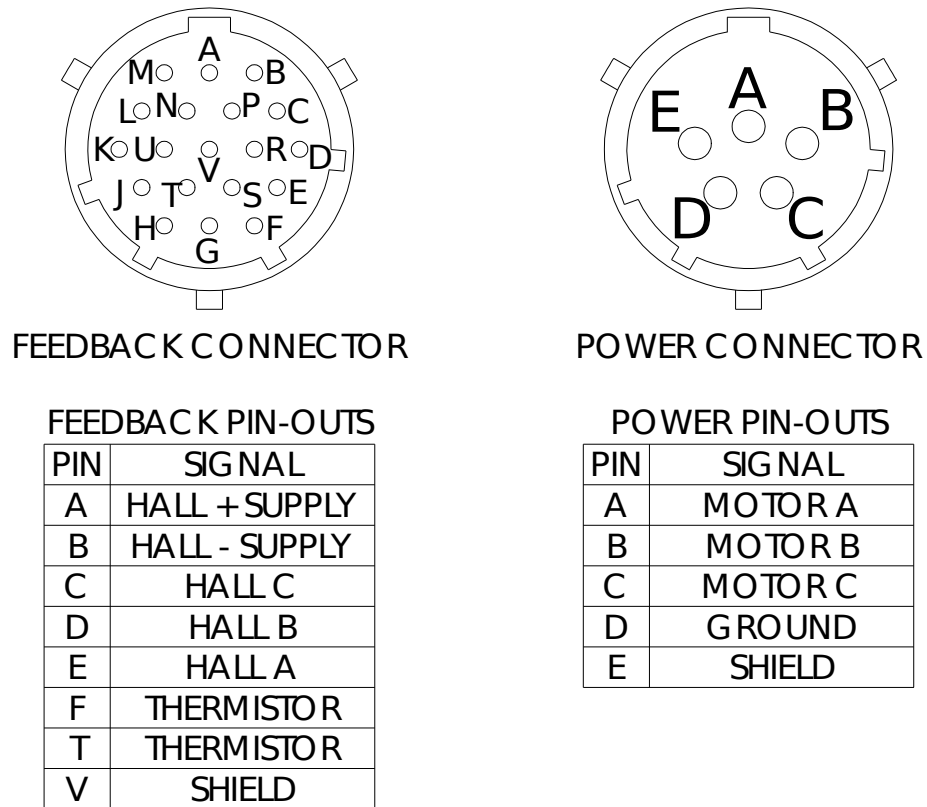 A
M B
L N P C
K U V R D
J T S E
H G F
FEEDBACK CONNECTOR
A
E B
D C
POWER CONNECTOR
FEEDBACK PIN-OUTS
PIN SIGNAL
A HALL + SUPPLY
B HALL - SUPPLY
C HALL C
D HALL B
E HALL A
F THERMISTOR
T THERMISTOR
V SHIELD
POWER PIN-OUTS
PIN SIGNAL
A MOTOR A
B MOTOR B
C MOTOR C
D GROUND
E SHIELD